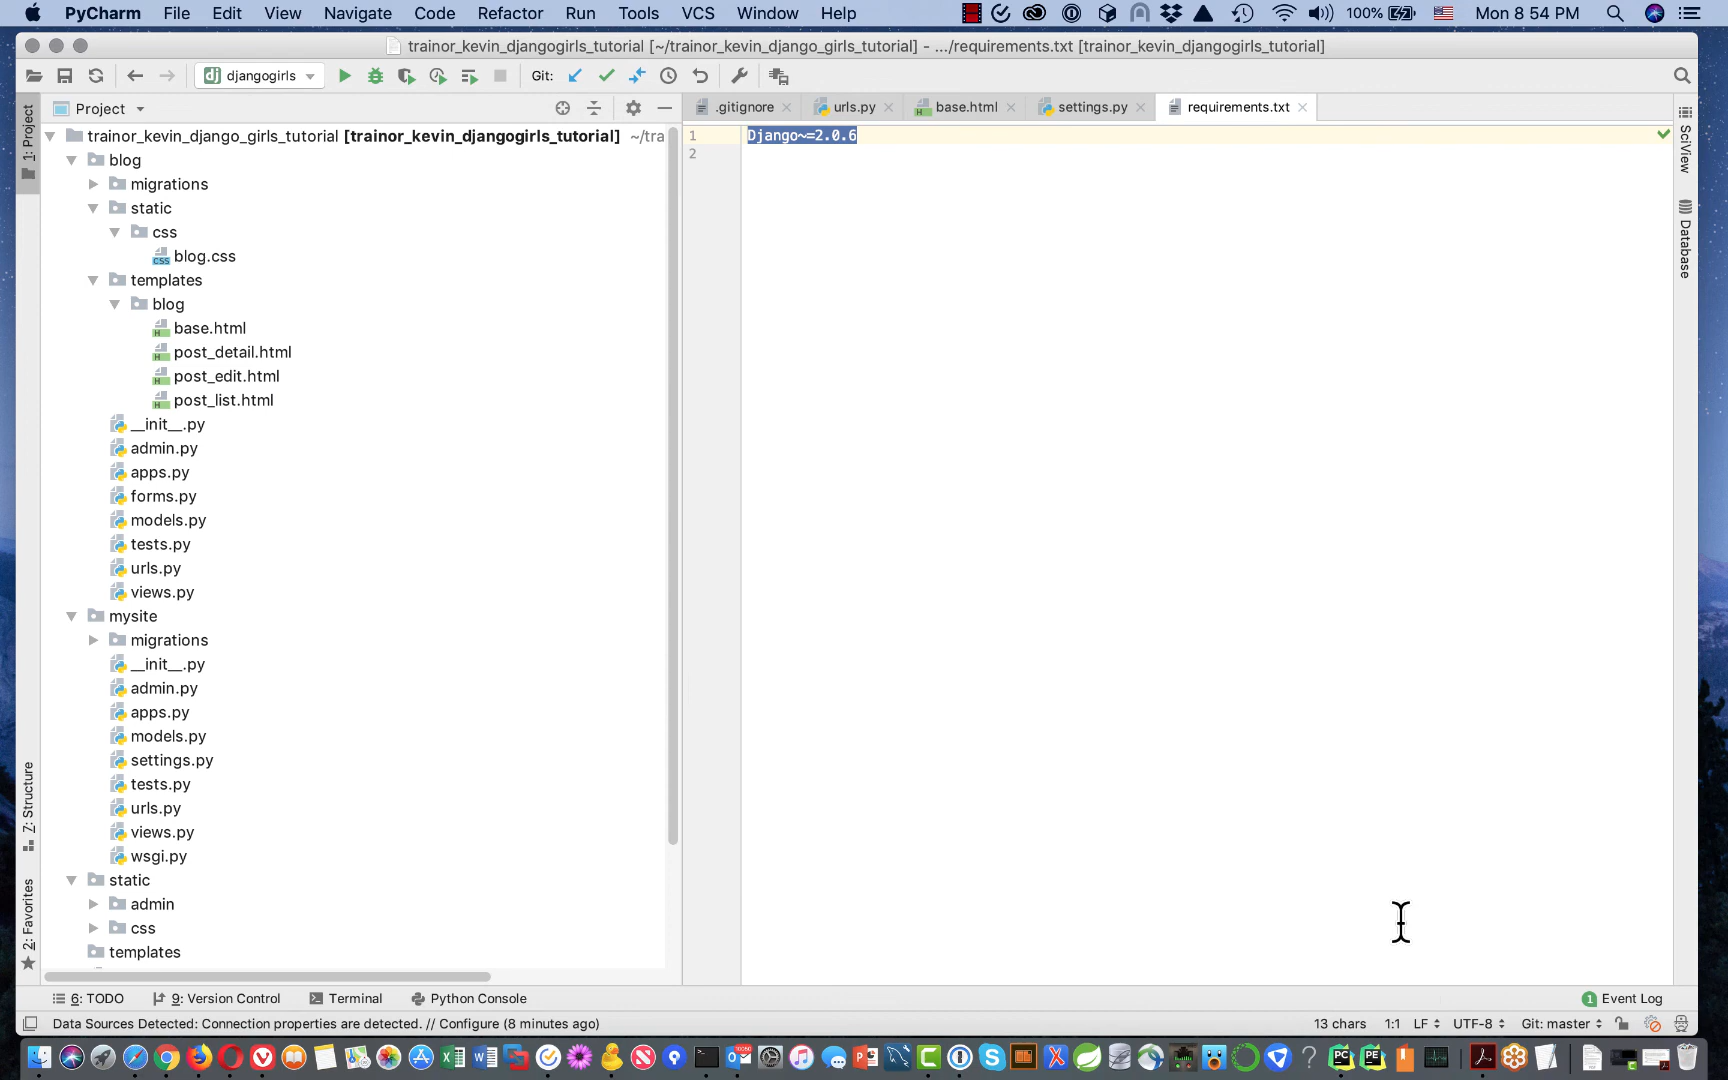 PyCharm File Edit View Navigate Code Refactor Run Tools VCS Window Help 100% Mon 8 54 PM
trainor_kevin_djangogirls_tutorial [~/trainor_kevin_django_girls_tutorial] - .../requirements.txt [trainor_kevin_djangogirls_tutorial]
djangogirls Git:
Project .gitignore urls.py base.html settings.py requirements.txt
trainor_kevin_django_girls_tutorial [trainor_kevin_djangogirls_tutorial] ~/tra
1 Django~=2.0.6
2
blog
migrations
static
css
blog.css
templates
blog
base.html
post_detail.html
post_edit.html
post_list.html
__init__.py
admin.py
apps.py
forms.py
models.py
tests.py
urls.py
views.py
mysite
migrations
__init__.py
admin.py
apps.py
models.py
settings.py
tests.py
urls.py
views.py
wsgi.py
static
admin
css
templates
1: Project
Z: Structure
2: Favorites
SciView
Database
6: TODO 9: Version Control Terminal Python Console 1 Event Log
Data Sources Detected: Connection properties are detected. // Configure (8 minutes ago) 13 chars 1:1 LF UTF-8 Git: master